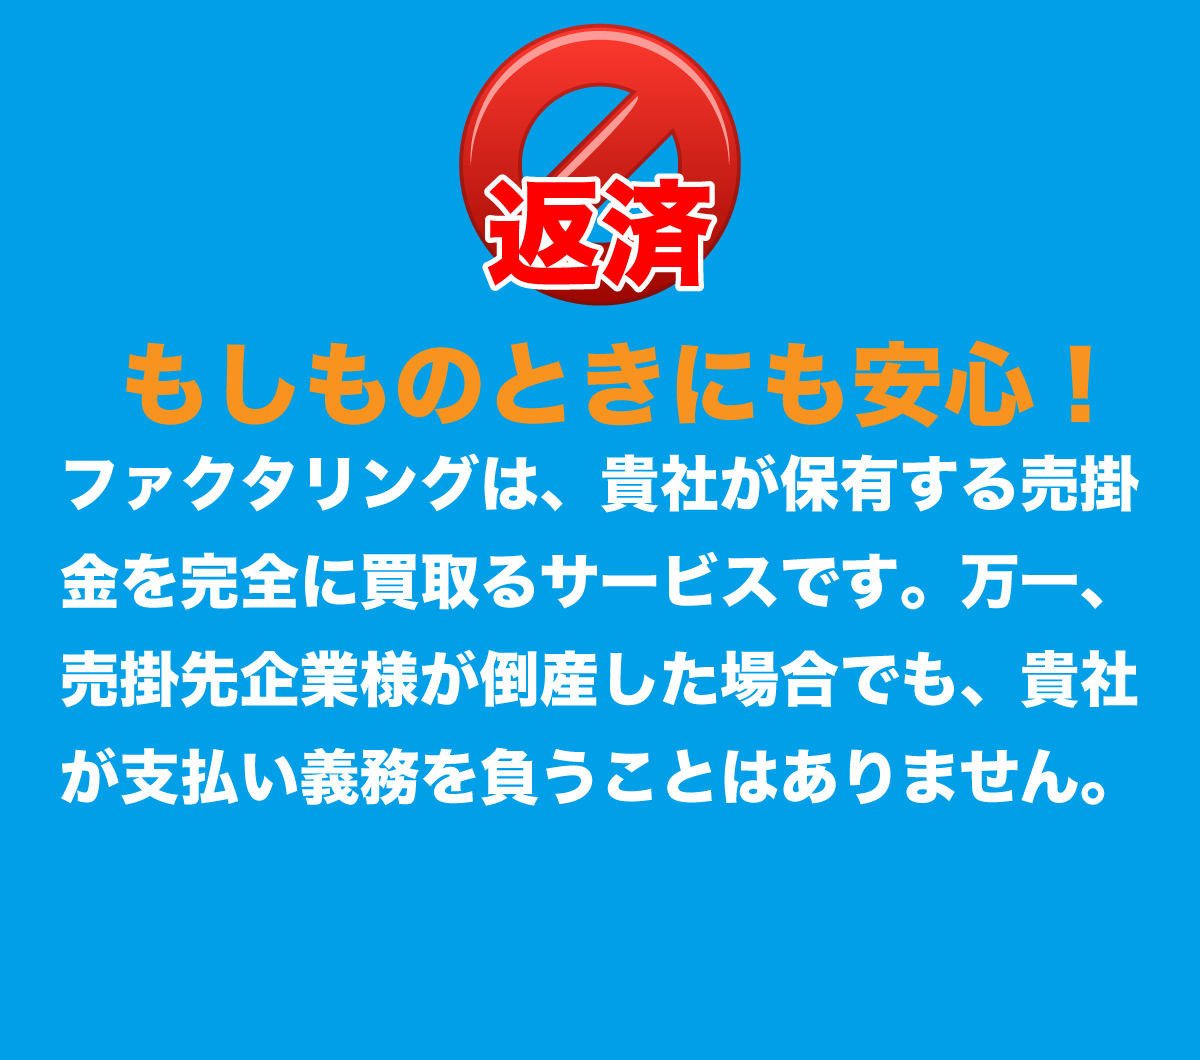 返済
もしものときにも安心！
ファクタリングは、貴社が保有する売掛
金を完全に買取るサービスです。万一、
売掛先企業様が倒産した場合でも、貴社
が支払い義務を負うことはありません。